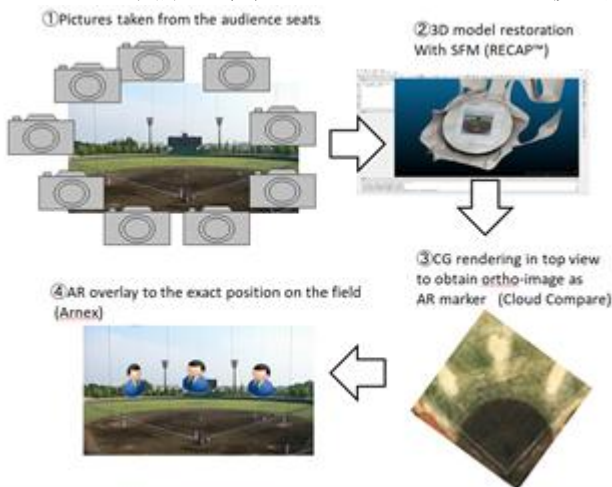 ①Pictures taken from the audience seats
②3D model restoration
With SFM (RECAP™)
③CG rendering in top view
to obtain ortho-image as
AR marker (Cloud Compare)
④AR overlay to the exact position on the field
(Arnex)